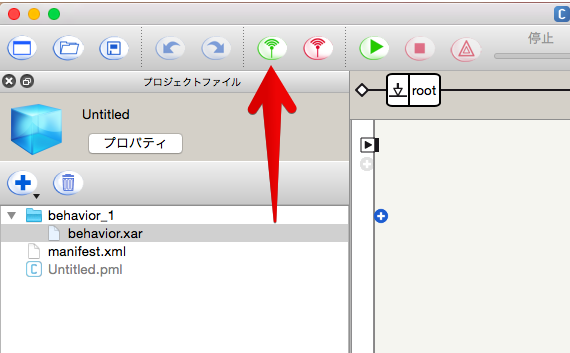 停止
プロジェクトファイル
root
Untitled
プロパティ
behavior_1
behavior.xar
manifest.xml
Untitled.pml